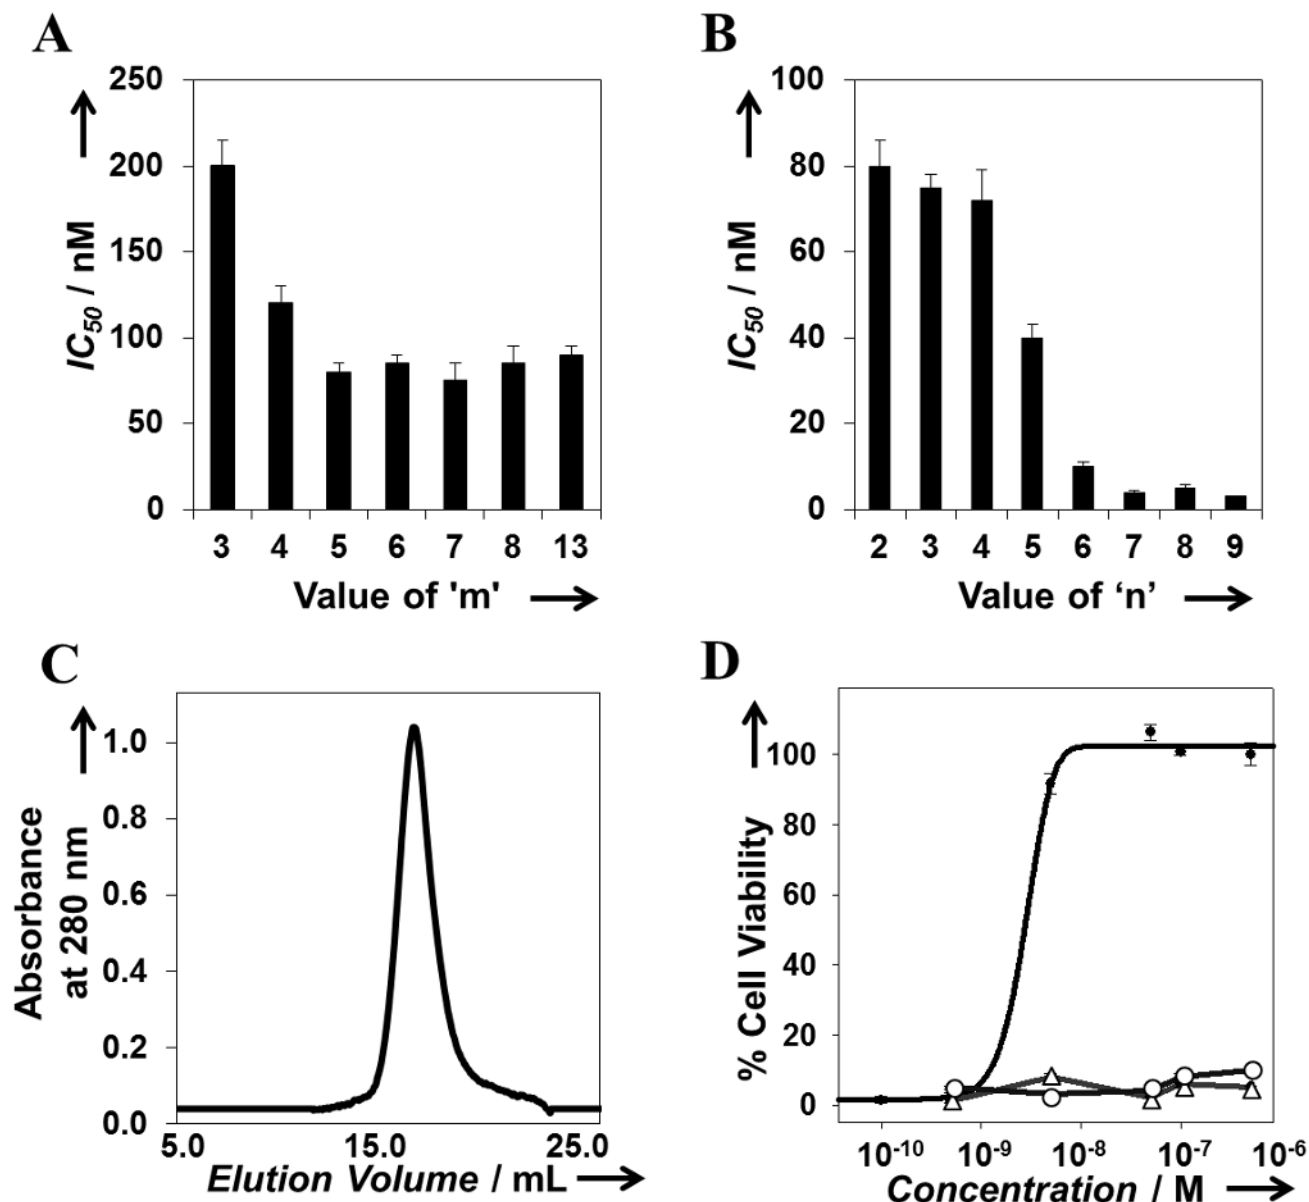 A
250
200
150
100
50
0
IC50 / nM
3 4 5 6 7 8 13
Value of 'm'
B
100
80
60
40
20
0
IC50 / nM
2 3 4 5 6 7 8 9
Value of ‘n’
C
1.0
0.8
0.6
0.4
0.2
0.0
Absorbance
at 280 nm
5.0 15.0 25.0
Elution Volume / mL
D
100
80
60
40
20
0
% Cell Viability
10-10 10-9 10-8 10-7 10-6
Concentration / M